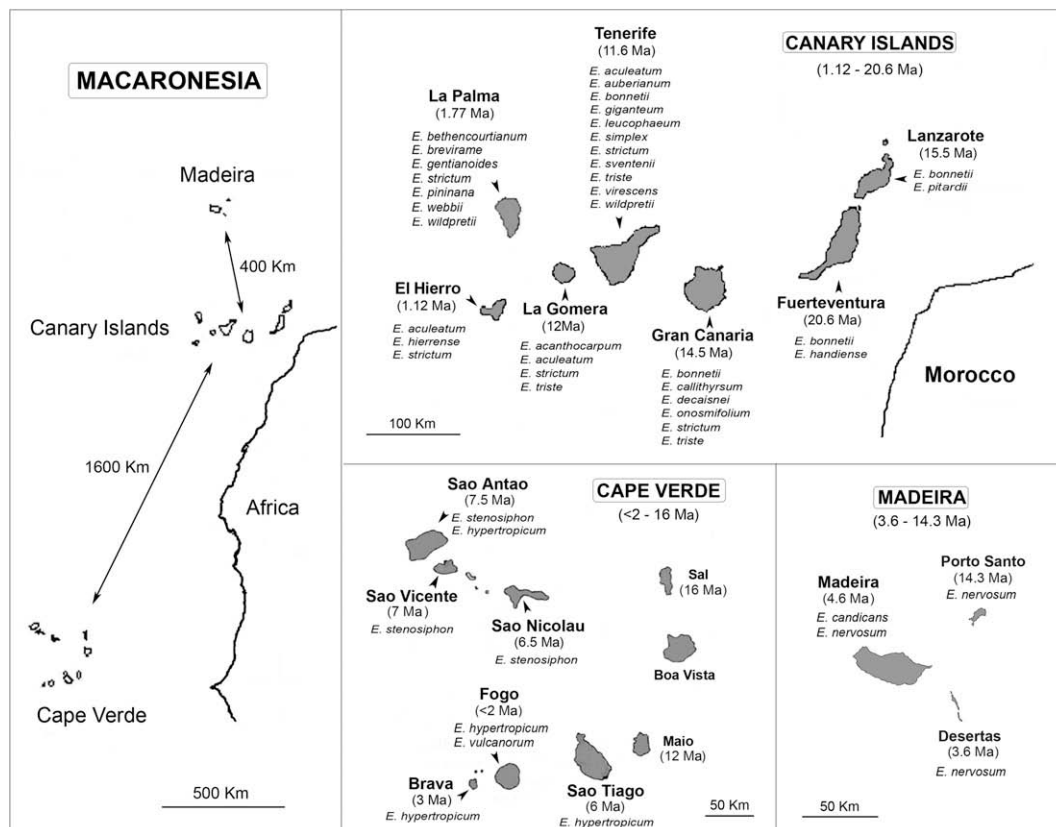 MACARONESIA
Madeira
400 Km
Canary Islands
1600 Km
Africa
Cape Verde
500 Km
CANARY ISLANDS
(1.12 - 20.6 Ma)
La Palma
(1.77 Ma)
E. bethencourtianum
E. brevirame
E. gentianoides
E. strictum
E. pininana
E. webbii
E. wildpretii
Tenerife
(11.6 Ma)
E. aculeatum
E. auberianum
E. bonnetii
E. giganteum
E. leucophaeum
E. simplex
E. strictum
E. sventenii
E. triste
E. virescens
E. wildpretii
Lanzarote
(15.5 Ma)
E. bonnetii
E. pitardii
El Hierro
(1.12 Ma)
E. aculeatum
E. hierrense
E. strictum
La Gomera
(12Ma)
E. acanthocarpum
E. aculeatum
E. strictum
E. triste
Gran Canaria
(14.5 Ma)
E. bonnetii
E. callithyrsum
E. decaisnei
E. onosmifolium
E. strictum
E. triste
Fuerteventura
(20.6 Ma)
E. bonnetii
E. handiense
Morocco
100 Km
CAPE VERDE
(<2 - 16 Ma)
Sao Antao
(7.5 Ma)
E. stenosiphon
E. hypertropicum
Sao Vicente
(7 Ma)
E. stenosiphon
Sao Nicolau
(6.5 Ma)
E. stenosiphon
Sal
(16 Ma)
Boa Vista
Fogo
(<2 Ma)
E. hypertropicum
E. vulcanorum
Brava
(3 Ma)
E. hypertropicum
Sao Tiago
(6 Ma)
E. hypertropicum
Maio
(12 Ma)
50 Km
MADEIRA
(3.6 - 14.3 Ma)
Madeira
(4.6 Ma)
E. candicans
E. nervosum
Porto Santo
(14.3 Ma)
E. nervosum
Desertas
(3.6 Ma)
E. nervosum
50 Km